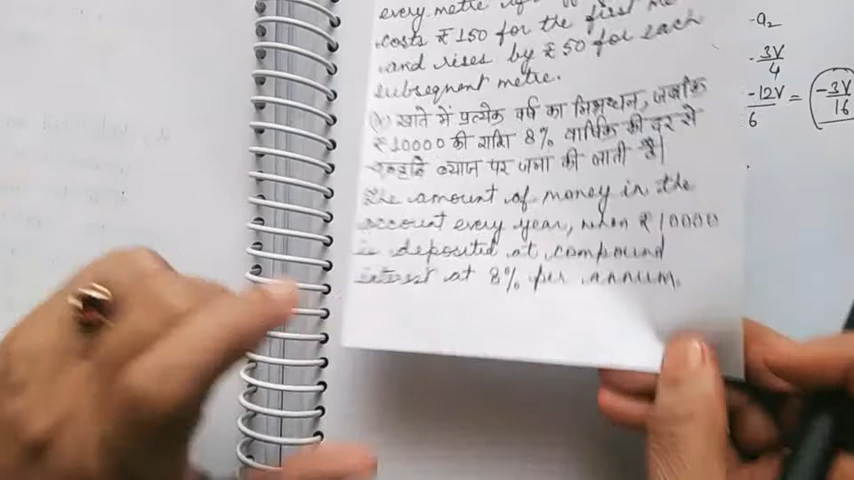 every metre
costs ₹150 for the first me
and rises by ₹50 for each
subsequent metre.
खाते में प्रत्येक वर्ष का मिश्रधन, जबकि
₹10000 की राशि 8% वार्षिक की दर से
चक्रवृद्धि ब्याज पर जमा की जाती है।
The amount of money in the
account every year, when ₹10000
is deposited at compound
interest at 8% per annum.
-a₂
-3V/4
-12V/6 = -3V/16